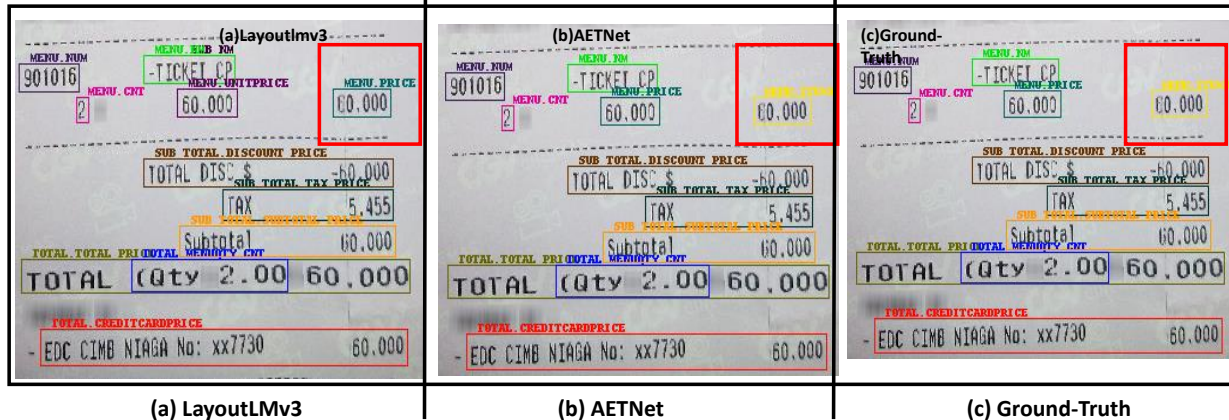 (a)Layoutlmv3
MENU.NUM
901016
MENU.NM
-TICKET CP
MENU.CNT
2
MENU.UNITPRICE
60.000
MENU.PRICE
60.000
SUB TOTAL.DISCOUNT PRICE
TOTAL DISC $ -60.000
SUB TOTAL TAX PRICE
TAX 5,455
SUB TOTAL.SUBTOTAL PRICE
Subtotal 60.000
TOTAL.TOTAL PRICE
TOTAL (Qty 2.00 60.000
TOTAL.CREDITCARDPRICE
- EDC CIMB NIAGA No: xx7730 60.000
(a) LayoutLMv3
(b)AETNet
MENU.NUM
901016
MENU.NM
-TICKET CP
MENU.CNT
2
MENU.PRICE
60.000
60.000
SUB TOTAL.DISCOUNT PRICE
TOTAL DISC $ -60.000
SUB TOTAL TAX PRICE
TAX 5,455
SUB TOTAL.SUBTOTAL PRICE
Subtotal 60.000
TOTAL.TOTAL PRICE
TOTAL (Qty 2.00 60.000
TOTAL.CREDITCARDPRICE
- EDC CIMB NIAGA No: xx7730 60.000
(b) AETNet
(c)Ground-
Truth
MENU.NUM
901016
MENU.NM
-TICKET CP
MENU.CNT
2
MENU.PRICE
60.000
60.000
SUB TOTAL.DISCOUNT PRICE
TOTAL DISC $ -60.000
SUB TOTAL TAX PRICE
TAX 5,455
SUB TOTAL.SUBTOTAL PRICE
Subtotal 60.000
TOTAL.TOTAL PRICE
TOTAL (Qty 2.00 60.000
TOTAL.CREDITCARDPRICE
- EDC CIMB NIAGA No: xx7730 60.000
(c) Ground-Truth